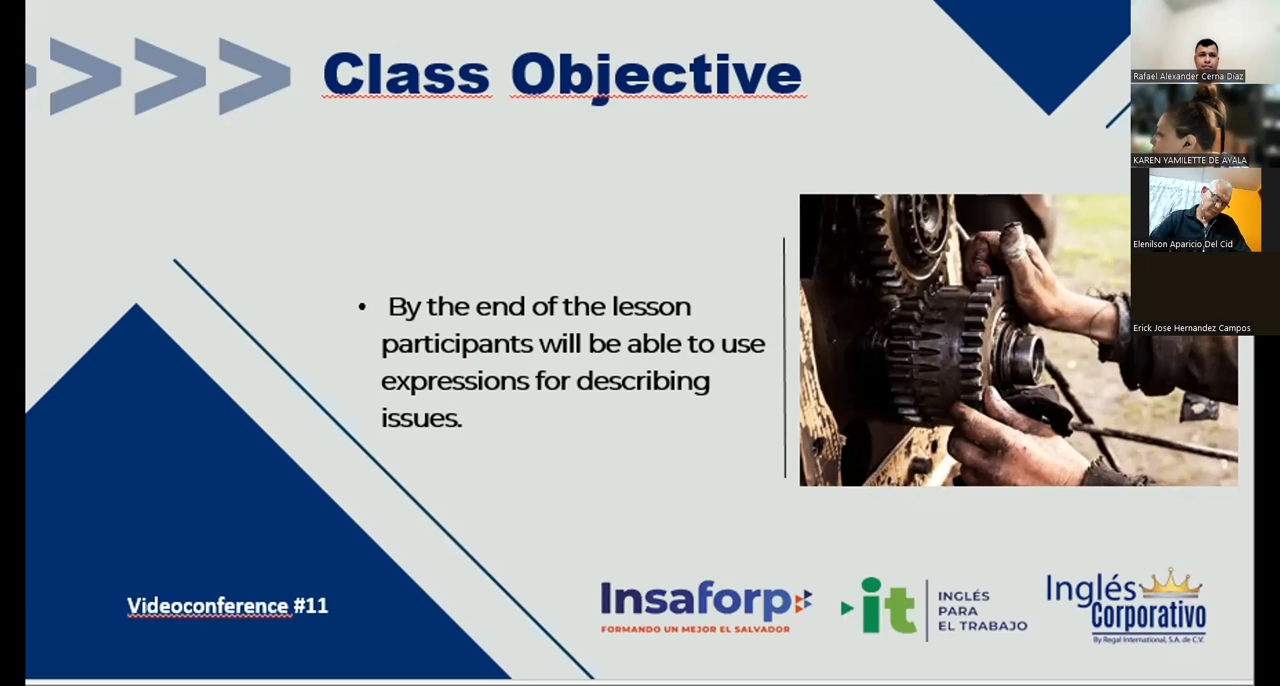 Class Objective
• By the end of the lesson
participants will be able to use
expressions for describing
issues.
Videoconference #11
Insaforp
FORMANDO UN MEJOR EL SALVADOR
it
INGLÉS
PARA
EL TRABAJO
Inglés
Corporativo
By Regal International, S.A. de C.V.
Rafael Alexander Cerna Diaz
KAREN YAMILETTE DE AYALA
Elenilson Aparicio Del Cid
Erick Jose Hernandez Campos